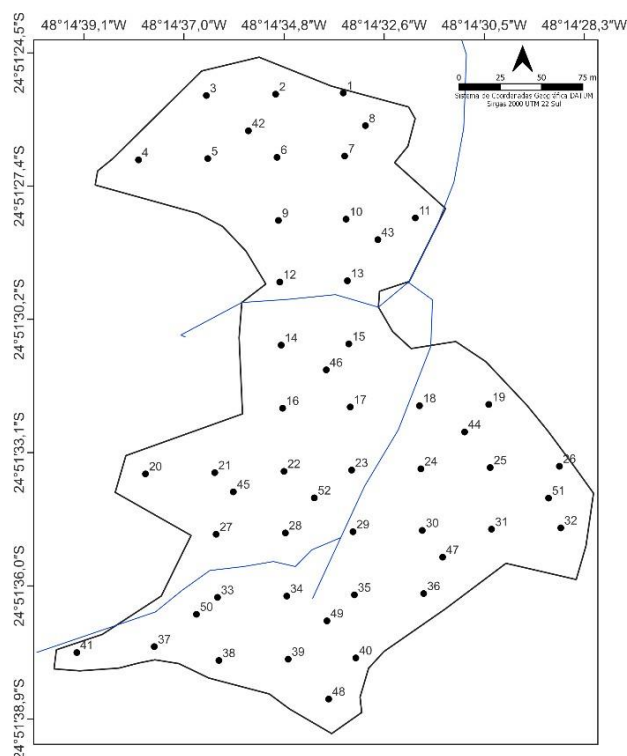 48°14'39,1"W 48°14'37,0"W 48°14'34,8"W 48°14'32,6"W 48°14'30,5"W 48°14'28,3"W
24°51'24,5"S
0 25 50 75 m
Sistema de Coordenadas Geográfica DATUM
Sirgas 2000 UTM 22 Sul
3 2 1
42 8
4 5 6 7
24°51'27,4"S
9 10 11
43
12 13
24°51'30,2"S
14 15
46
16 17 18 19
44
24°51'33,1"S
20 21 22 23 24 25 26
45 52 51
27 28 29 30 31 32
47
24°51'36,0"S
33 34 35 36
50 49
41 37 38 39 40
48
24°51'38,9"S